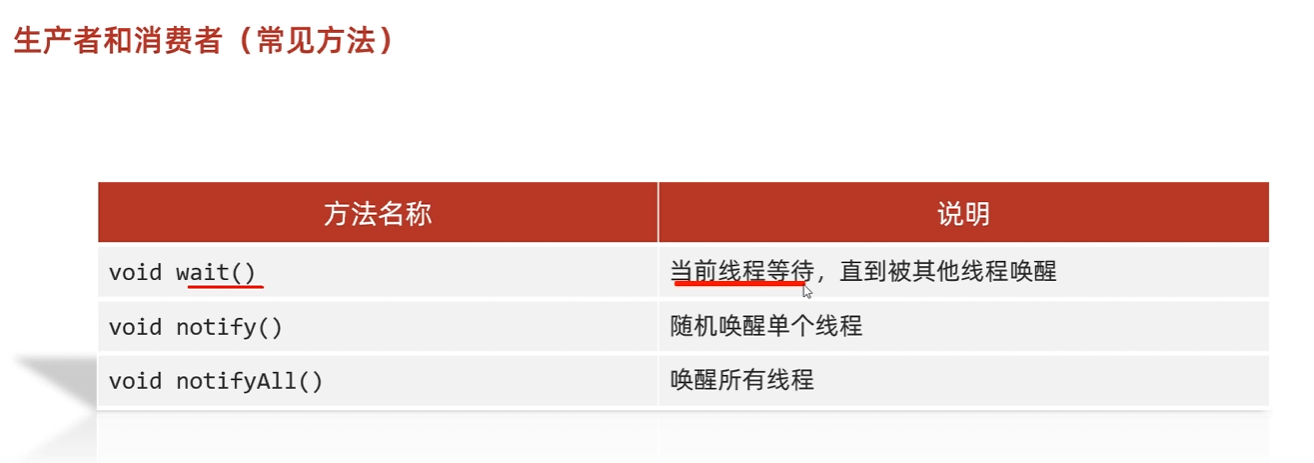 生产者和消费者（常见方法）
方法名称 说明
void wait() 当前线程等待，直到被其他线程唤醒
void notify() 随机唤醒单个线程
void notifyAll() 唤醒所有线程